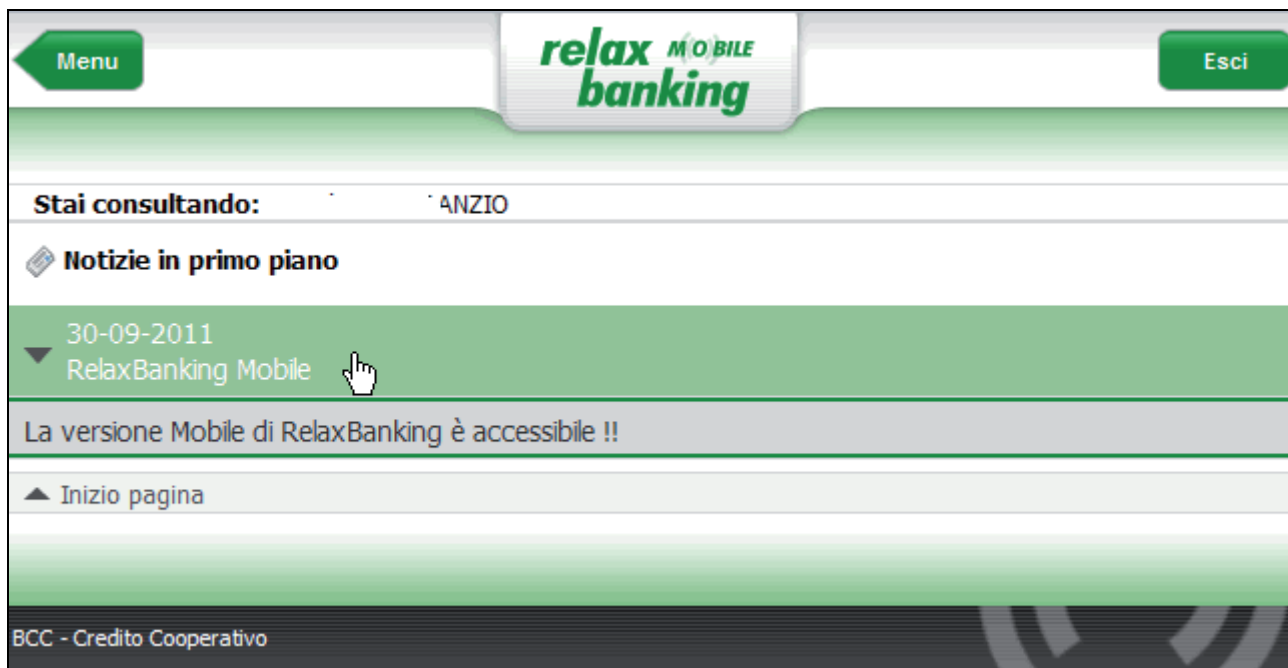 Menu
relax MOBILE
banking
Esci
Stai consultando: ANZIO
Notizie in primo piano
30-09-2011
RelaxBanking Mobile
La versione Mobile di RelaxBanking è accessibile !!
Inizio pagina
BCC - Credito Cooperativo